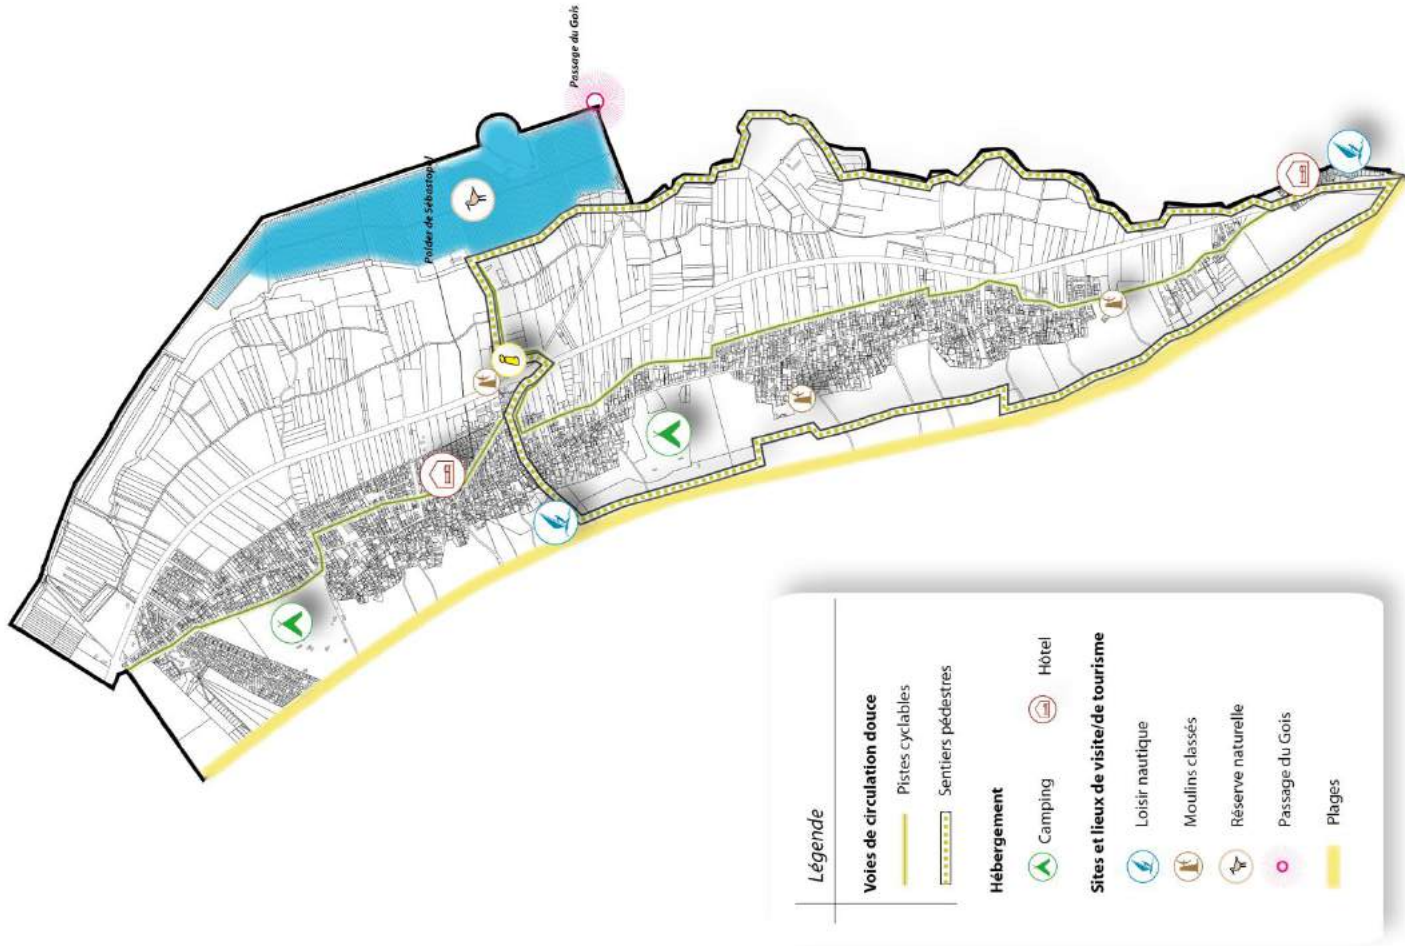 Passage du Gois
Polder de Sébastopol
Légende
Voies de circulation douce
Pistes cyclables
Sentiers pédestres
Hébergement
Camping
Hôtel
Sites et lieux de visite/de tourisme
Loisir nautique
Moulins classés
Réserve naturelle
Passage du Gois
Plages